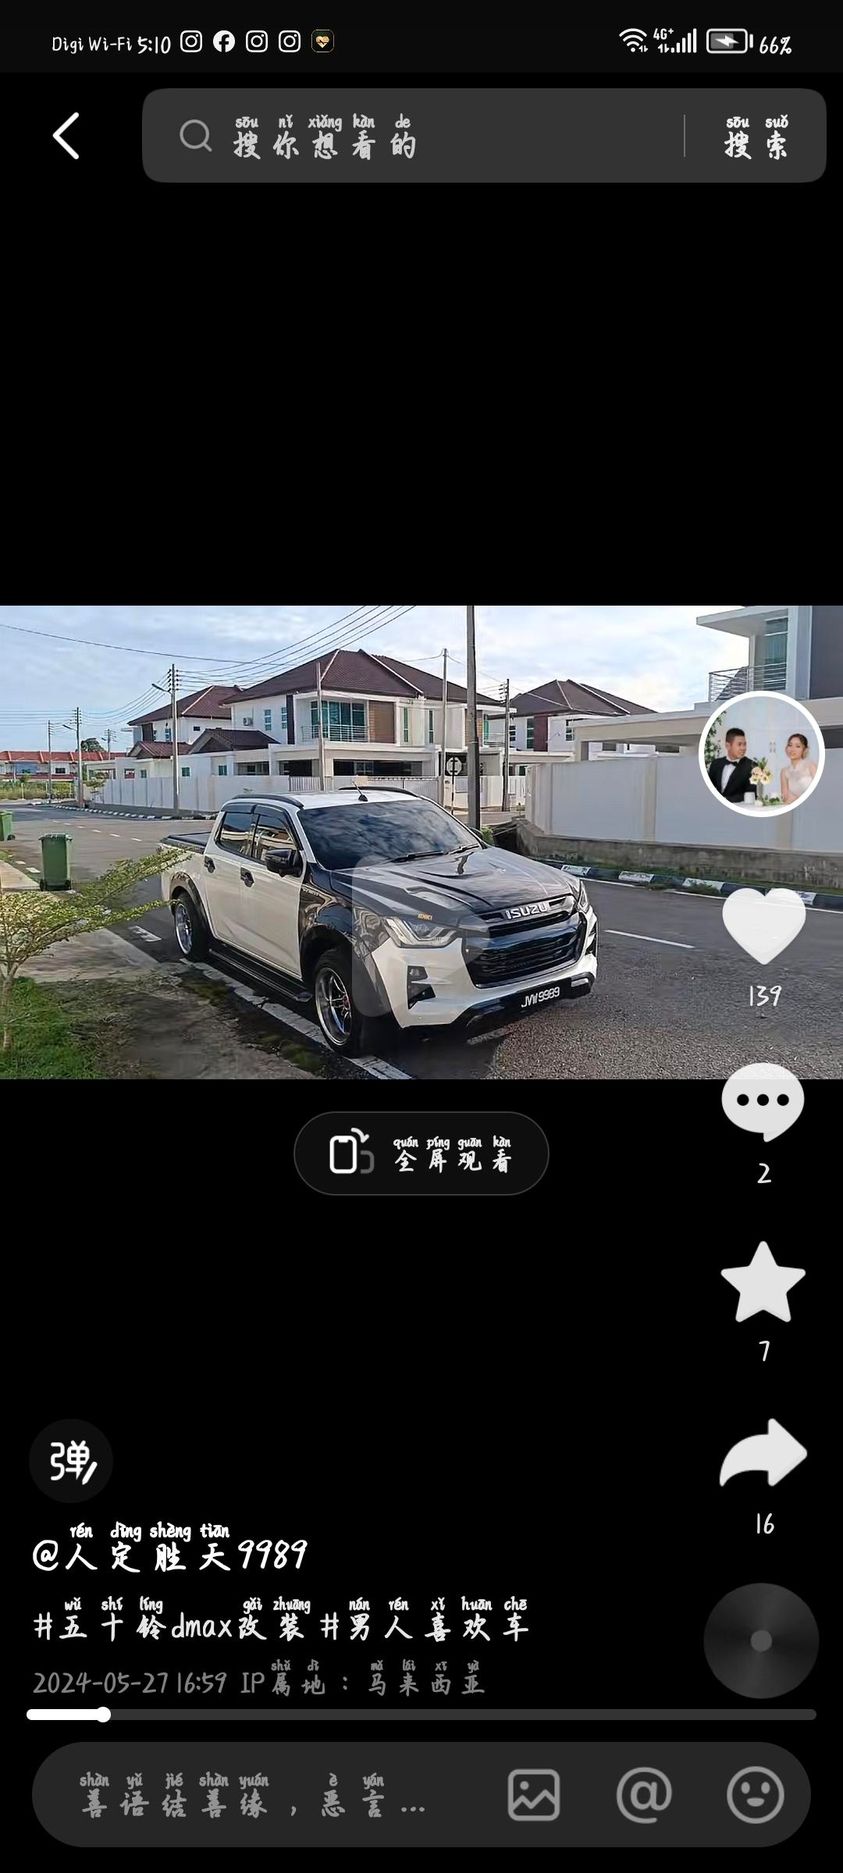 Digi Wi-Fi 5:10 4G+ 66%
sōu nǐ xiǎng kàn de sōu suǒ
搜你想看的 搜索
ISUZU
JVW9989
139
2
quán píng guān kàn
全屏观看
7
16
弹
rén dìng shèng tiān
@人定胜天9989
wǔ shí líng gǎi zhuāng nán rén xǐ huān chē
#五十铃dmax改装 #男人喜欢车
shǔ dì mǎ lái xī yà
2024-05-27 16:59 IP属地：马来西亚
shàn yǔ jié shàn yuán è yán
善语结善缘，恶言...